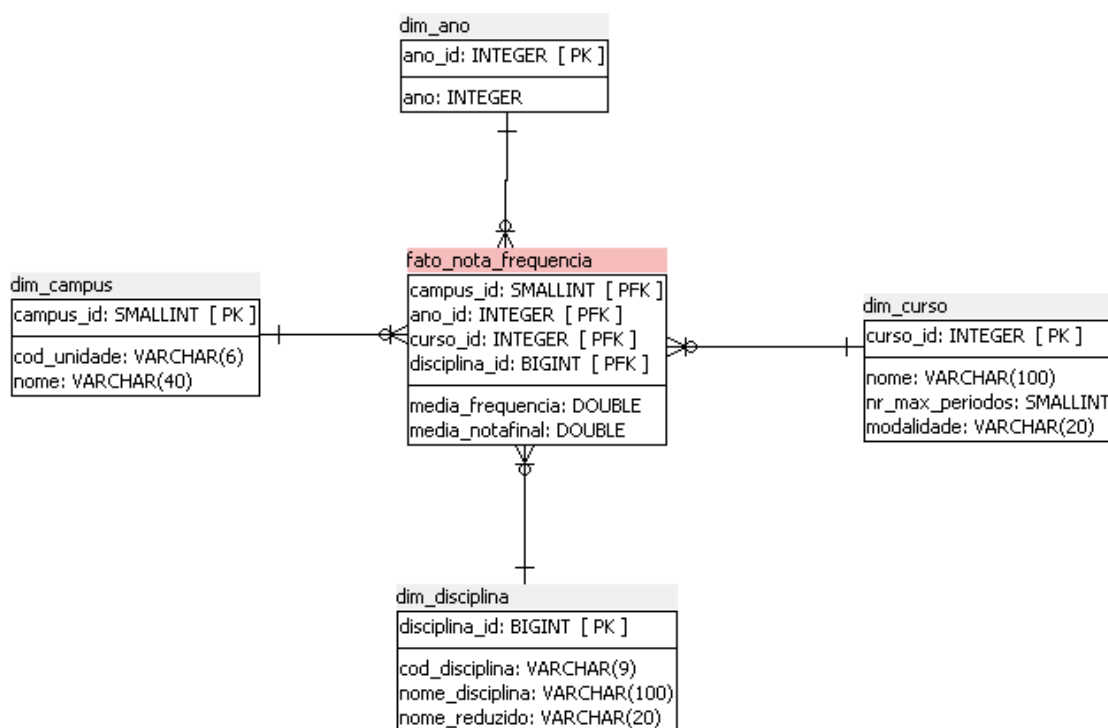 dim_ano
ano_id: INTEGER [ PK ]
ano: INTEGER
fato_nota_frequencia
campus_id: SMALLINT [ PFK ]
ano_id: INTEGER [ PFK ]
curso_id: INTEGER [ PFK ]
disciplina_id: BIGINT [ PFK ]
media_frequencia: DOUBLE
media_notafinal: DOUBLE
dim_campus
campus_id: SMALLINT [ PK ]
cod_unidade: VARCHAR(6)
nome: VARCHAR(40)
dim_curso
curso_id: INTEGER [ PK ]
nome: VARCHAR(100)
nr_max_periodos: SMALLINT
modalidade: VARCHAR(20)
dim_disciplina
disciplina_id: BIGINT [ PK ]
cod_disciplina: VARCHAR(9)
nome_disciplina: VARCHAR(100)
nome_reduzido: VARCHAR(20)